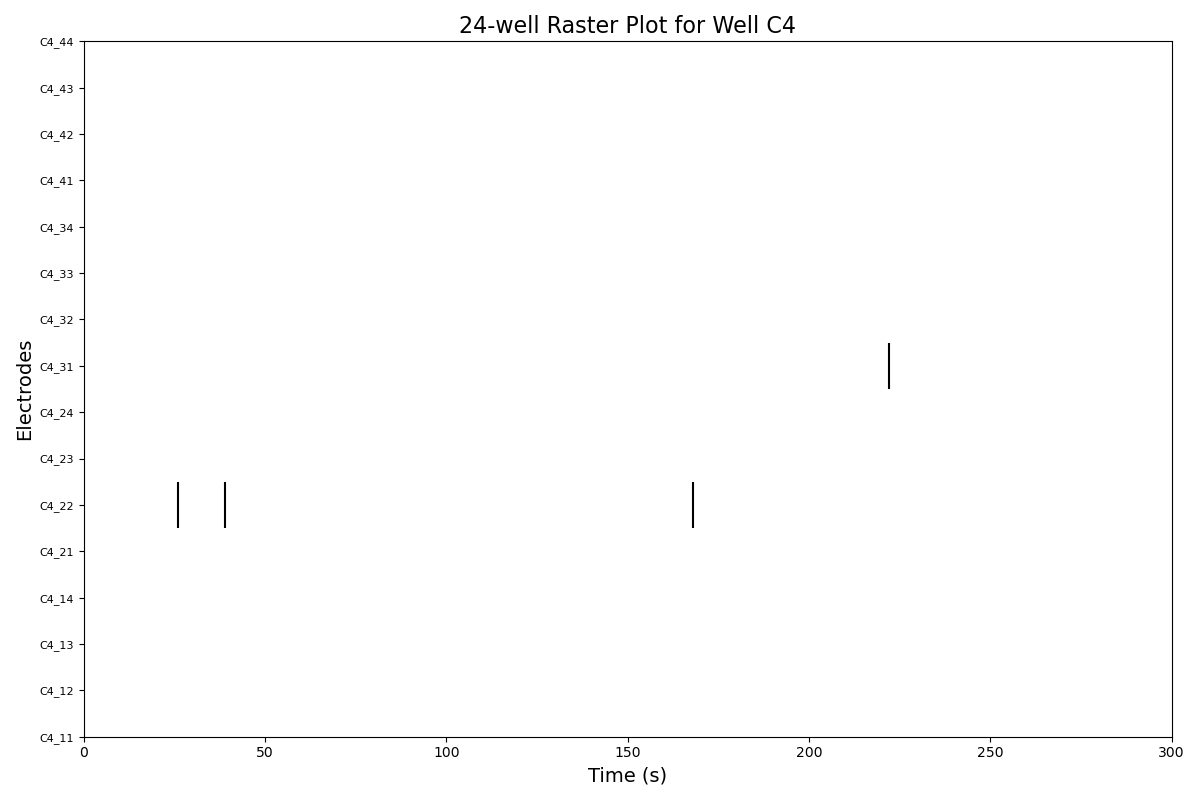 24-well Raster Plot for Well C4
C4_44
C4_43
C4_42
C4_41
C4_34
C4_33
C4_32
C4_31
C4_24
C4_23
C4_22
C4_21
C4_14
C4_13
C4_12
C4_11
Electrodes
0 50 100 150 200 250 300
Time (s)